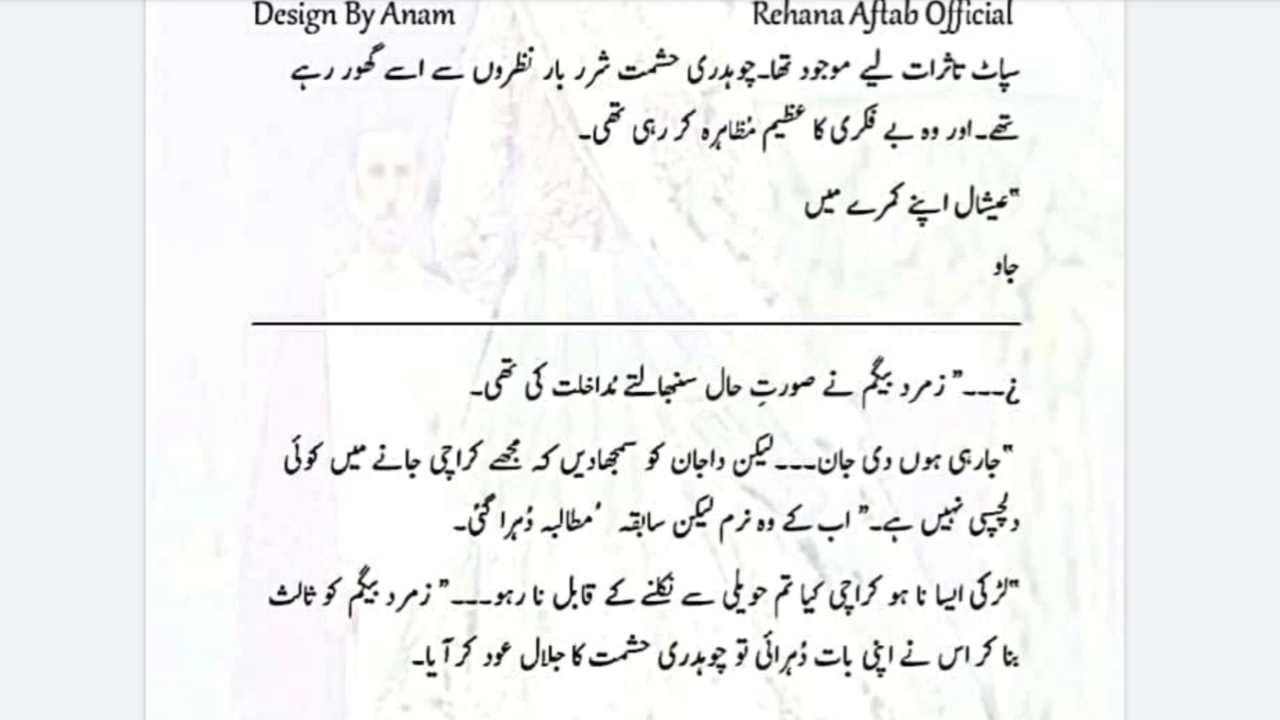 Design By Anam Rehana Aftab Official
سپاٹ تاثرات لیے موجود تھا۔چوہدری حشمت شرر بار نظروں سے اسے گھور رہے
تھے۔اور وہ بے فکری کا عظیم مُظاہرہ کر رہی تھی۔
"عیشال اپنے کمرے میں
جاو
غ۔۔۔" زمرد بیگم نے صورتِ حال سنبھالتے مُداخلت کی تھی۔
"جارہی ہوں دی جان۔۔۔لیکن داجان کو سمجھادیں کہ مجھے کراچی جانے میں کوئی
دلچسپی نہیں ہے۔" اب کے وہ نرم لیکن سابقہ ُمطالبہ دُہرا گئی۔
"لڑکی ایسا نا ہو کراچی کیا تم حویلی سے نکلنے کے قابل نا رہو۔۔۔" زمرد بیگم کو ثالث
بنا کر اس نے اپنی بات دُہرائی تو چوہدری حشمت کا جلال عود کر آیا۔